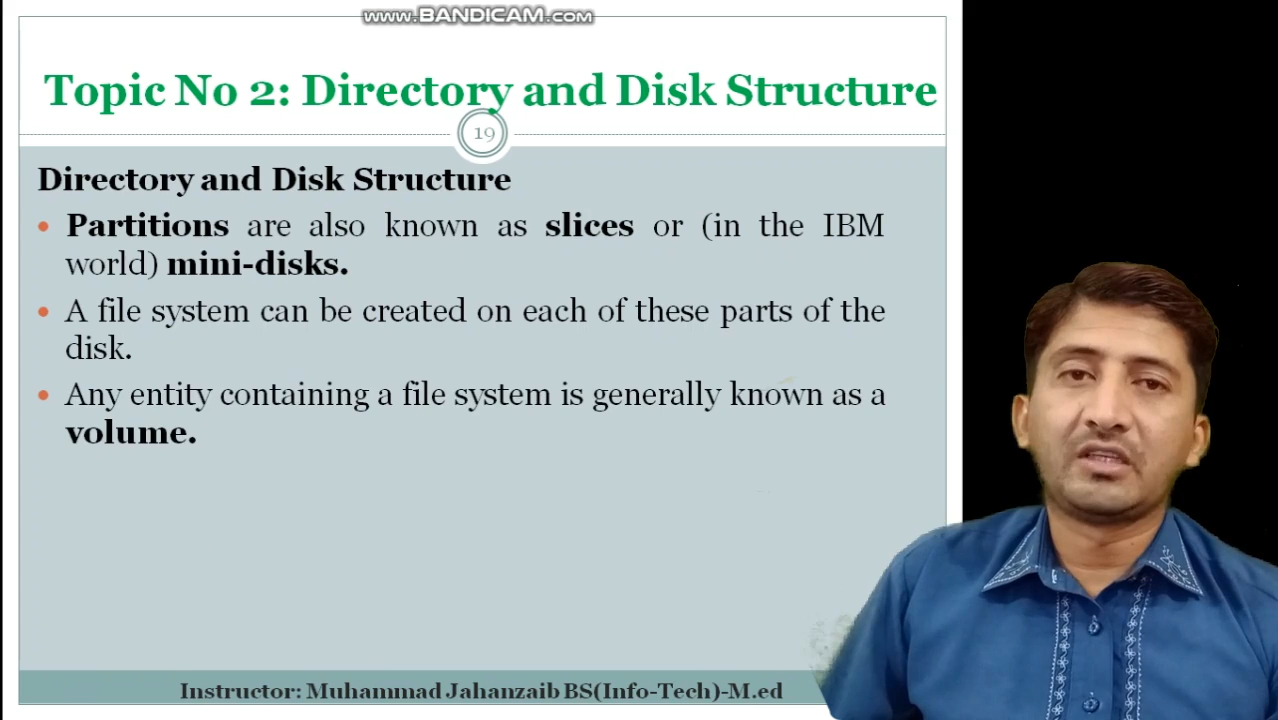 www.BANDICAM.com
Topic No 2: Directory and Disk Structure
19
Directory and Disk Structure
• Partitions are also known as slices or (in the IBM
world) mini-disks.
• A file system can be created on each of these parts of the
disk.
• Any entity containing a file system is generally known as a
volume.
Instructor: Muhammad Jahanzaib BS(Info-Tech)-M.ed